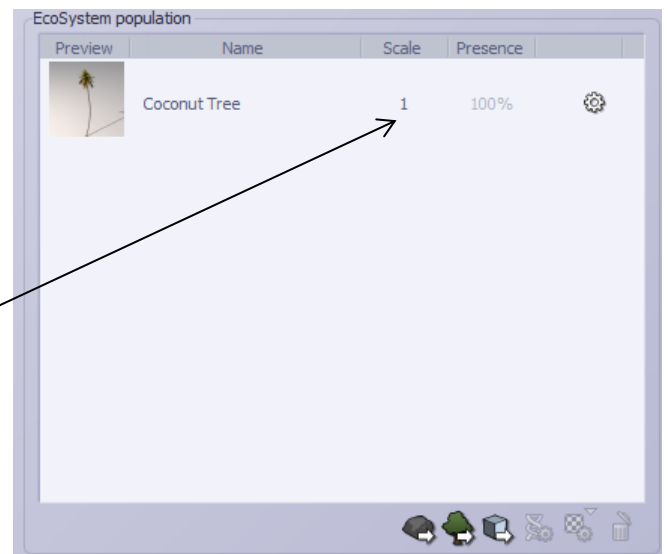 EcoSystem population
Preview Name Scale Presence
Coconut Tree 1 100%